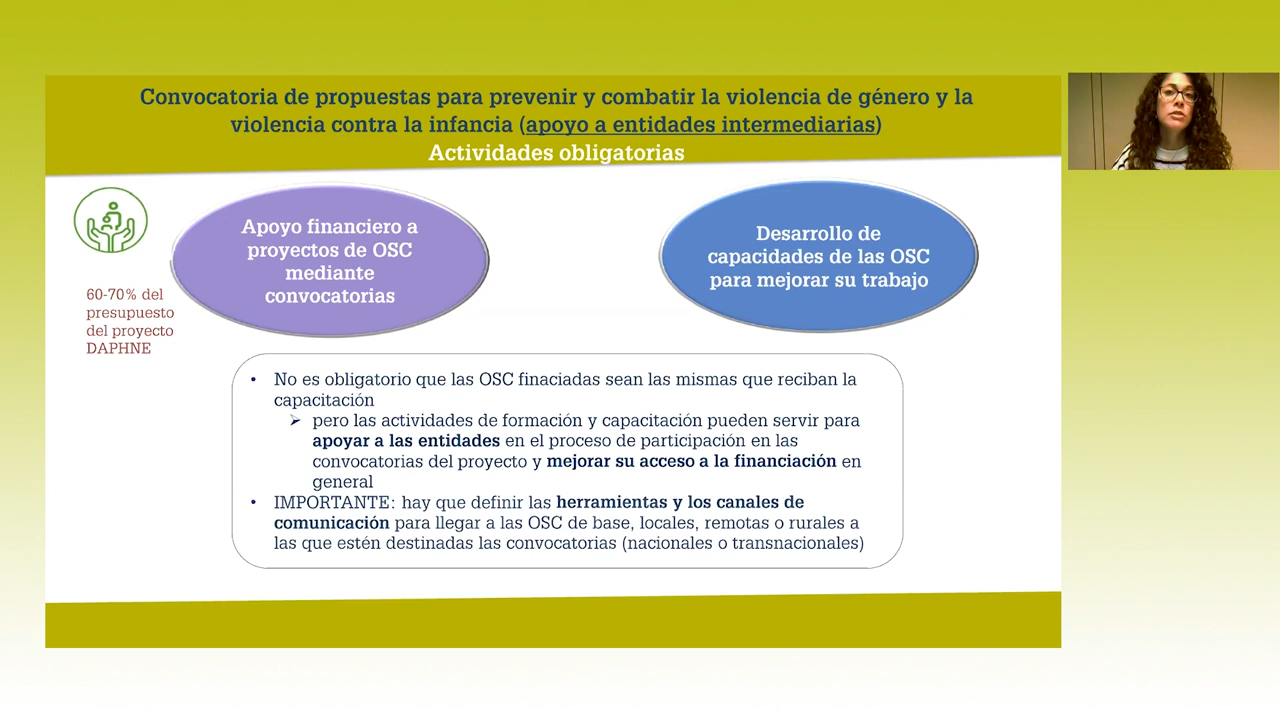 Convocatoria de propuestas para prevenir y combatir la violencia de género y la
violencia contra la infancia (apoyo a entidades intermediarias)
Actividades obligatorias
Apoyo financiero a
proyectos de OSC
mediante
convocatorias
Desarrollo de
capacidades de las OSC
para mejorar su trabajo
60-70% del
presupuesto
del proyecto
DAPHNE
• No es obligatorio que las OSC finaciadas sean las mismas que reciban la
capacitación
➢ pero las actividades de formación y capacitación pueden servir para
apoyar a las entidades en el proceso de participación en las
convocatorias del proyecto y mejorar su acceso a la financiación en
general
• IMPORTANTE: hay que definir las herramientas y los canales de
comunicación para llegar a las OSC de base, locales, remotas o rurales a
las que estén destinadas las convocatorias (nacionales o transnacionales)